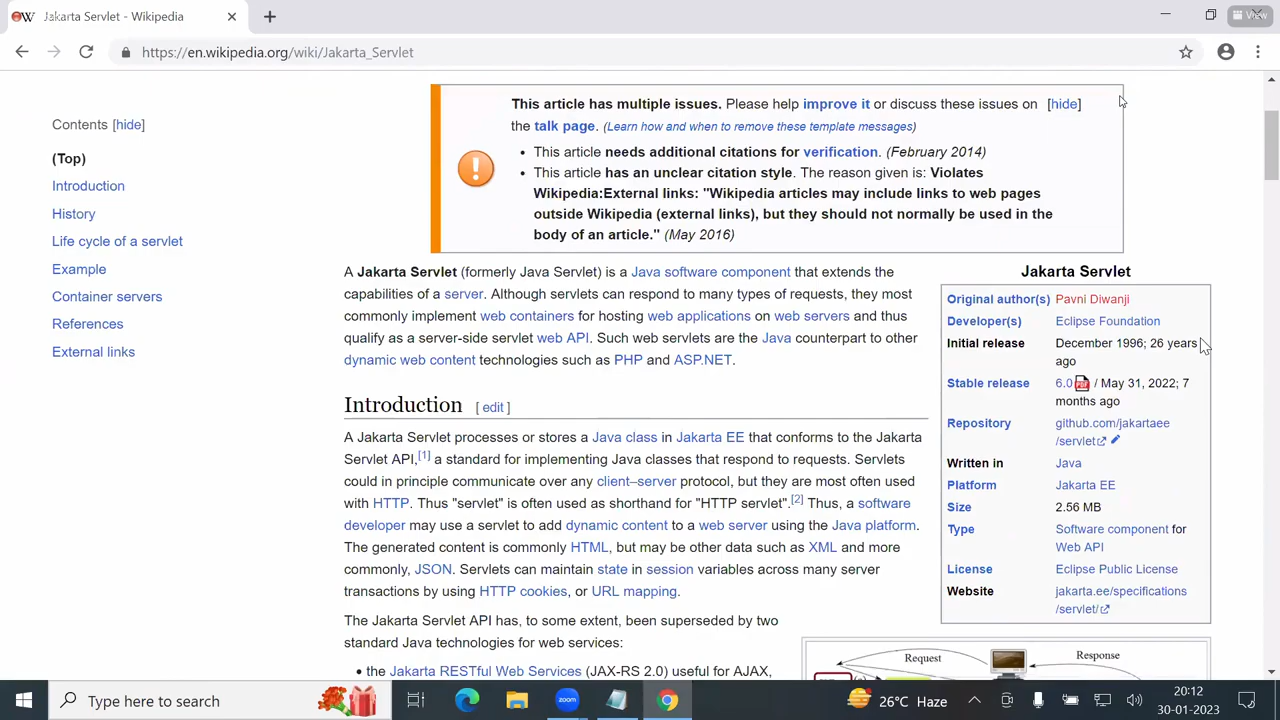 Jakarta Servlet - Wikipedia
View
https://en.wikipedia.org/wiki/Jakarta_Servlet
Contents [hide]
(Top)
Introduction
History
Life cycle of a servlet
Example
Container servers
References
External links
This article has multiple issues. Please help improve it or discuss these issues on [hide]
the talk page. (Learn how and when to remove these template messages)
• This article needs additional citations for verification. (February 2014)
• This article has an unclear citation style. The reason given is: Violates
Wikipedia:External links: "Wikipedia articles may include links to web pages
outside Wikipedia (external links), but they should not normally be used in the
body of an article." (May 2016)
A Jakarta Servlet (formerly Java Servlet) is a Java software component that extends the
capabilities of a server. Although servlets can respond to many types of requests, they most
commonly implement web containers for hosting web applications on web servers and thus
qualify as a server-side servlet web API. Such web servlets are the Java counterpart to other
dynamic web content technologies such as PHP and ASP.NET.
Introduction [ edit ]
A Jakarta Servlet processes or stores a Java class in Jakarta EE that conforms to the Jakarta
Servlet API,[1] a standard for implementing Java classes that respond to requests. Servlets
could in principle communicate over any client–server protocol, but they are most often used
with HTTP. Thus "servlet" is often used as shorthand for "HTTP servlet".[2] Thus, a software
developer may use a servlet to add dynamic content to a web server using the Java platform.
The generated content is commonly HTML, but may be other data such as XML and more
commonly, JSON. Servlets can maintain state in session variables across many server
transactions by using HTTP cookies, or URL mapping.
The Jakarta Servlet API has, to some extent, been superseded by two
standard Java technologies for web services:
• the Jakarta RESTful Web Services (JAX-RS 2.0) useful for AJAX,
Jakarta Servlet
Original author(s) Pavni Diwanji
Developer(s) Eclipse Foundation
Initial release December 1996; 26 years
ago
Stable release 6.0 PDF / May 31, 2022; 7
months ago
Repository github.com/jakartaee
/servlet
Written in Java
Platform Jakarta EE
Size 2.56 MB
Type Software component for
Web API
License Eclipse Public License
Website jakarta.ee/specifications
/servlet/
Request
Response
Type here to search
zoom
26°C Haze
20:12
30-01-2023